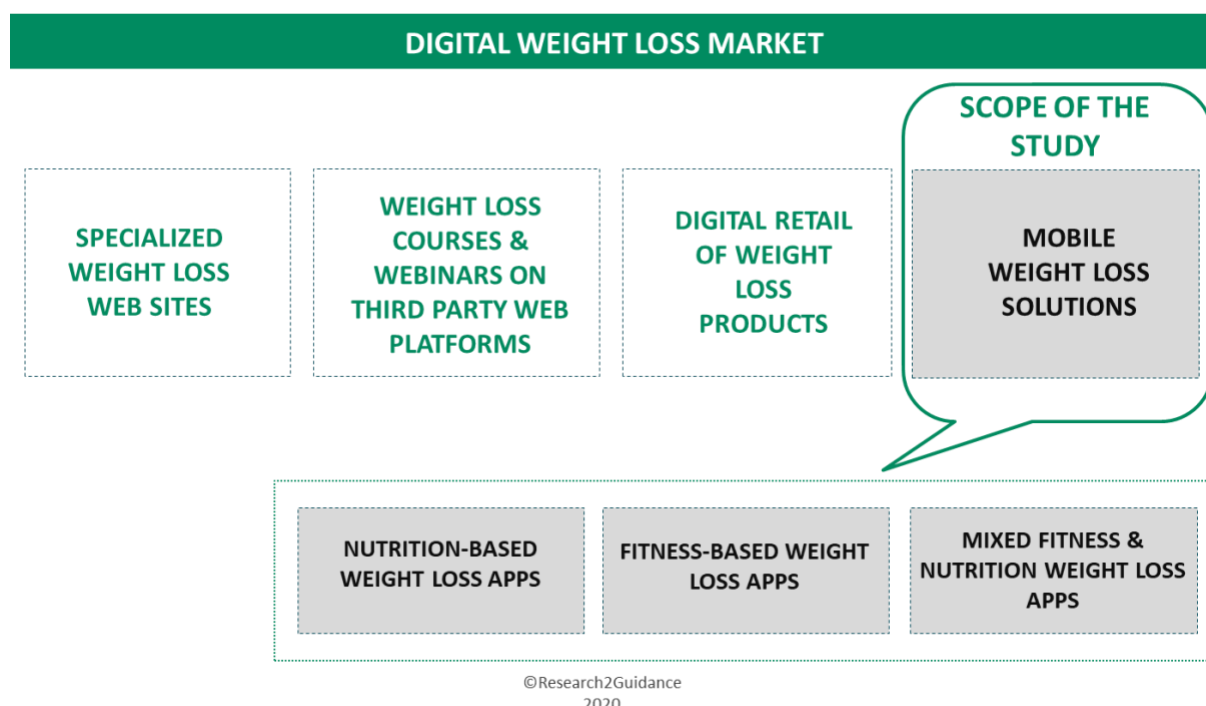 DIGITAL WEIGHT LOSS MARKET
SCOPE OF THE
STUDY
SPECIALIZED
WEIGHT LOSS
WEB SITES
WEIGHT LOSS
COURSES &
WEBINARS ON
THIRD PARTY WEB
PLATFORMS
DIGITAL RETAIL
OF WEIGHT
LOSS
PRODUCTS
MOBILE
WEIGHT LOSS
SOLUTIONS
NUTRITION-BASED
WEIGHT LOSS APPS
FITNESS-BASED WEIGHT
LOSS APPS
MIXED FITNESS &
NUTRITION WEIGHT LOSS
APPS
©Research2Guidance
2020